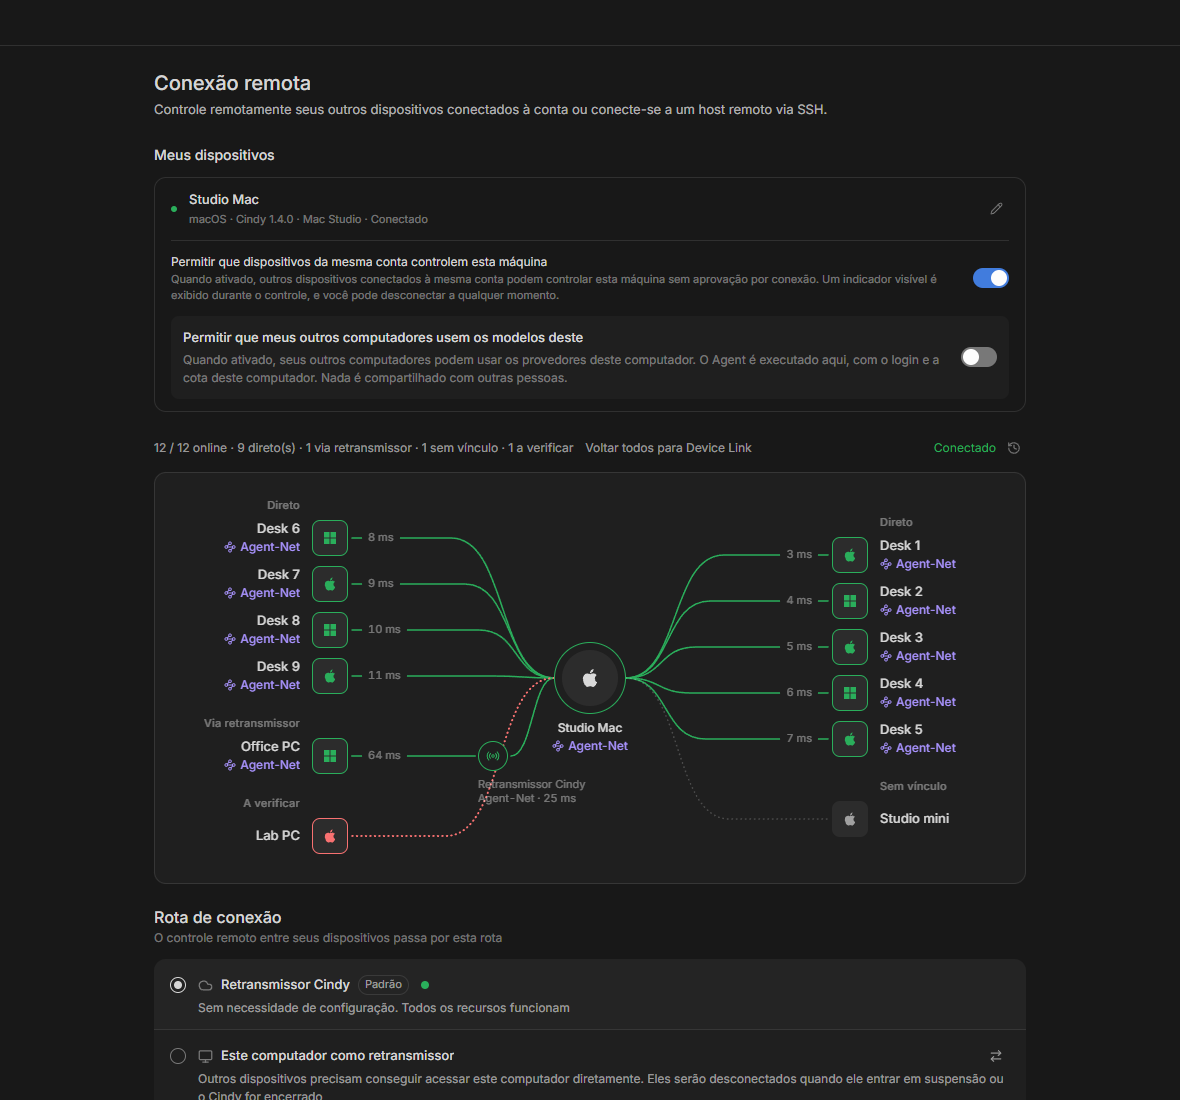 Conexão remota
Controle remotamente seus outros dispositivos conectados à conta ou conecte-se a um host remoto via SSH.
Meus dispositivos
Studio Mac
macOS · Cindy 1.4.0 · Mac Studio · Conectado
Permitir que dispositivos da mesma conta controlem esta máquina
Quando ativado, outros dispositivos conectados à mesma conta podem controlar esta máquina sem aprovação por conexão. Um indicador visível é
exibido durante o controle, e você pode desconectar a qualquer momento.
Permitir que meus outros computadores usem os modelos deste
Quando ativado, seus outros computadores podem usar os provedores deste computador. O Agent é executado aqui, com o login e a
cota deste computador. Nada é compartilhado com outras pessoas.
12 / 12 online · 9 direto(s) · 1 via retransmissor · 1 sem vínculo · 1 a verificar Voltar todos para Device Link
Conectado
Direto
Desk 6
Agent-Net
8 ms
Desk 7
Agent-Net
9 ms
Desk 8
Agent-Net
10 ms
Desk 9
Agent-Net
11 ms
Via retransmissor
Office PC
Agent-Net
64 ms
A verificar
Lab PC
Studio Mac
Agent-Net
Retransmissor Cindy
Agent-Net · 25 ms
Direto
3 ms
Desk 1
Agent-Net
4 ms
Desk 2
Agent-Net
5 ms
Desk 3
Agent-Net
6 ms
Desk 4
Agent-Net
7 ms
Desk 5
Agent-Net
Sem vínculo
Studio mini
Rota de conexão
O controle remoto entre seus dispositivos passa por esta rota
Retransmissor Cindy Padrão
Sem necessidade de configuração. Todos os recursos funcionam
Este computador como retransmissor
Outros dispositivos precisam conseguir acessar este computador diretamente. Eles serão desconectados quando ele entrar em suspensão ou
o Cindy for encerrado